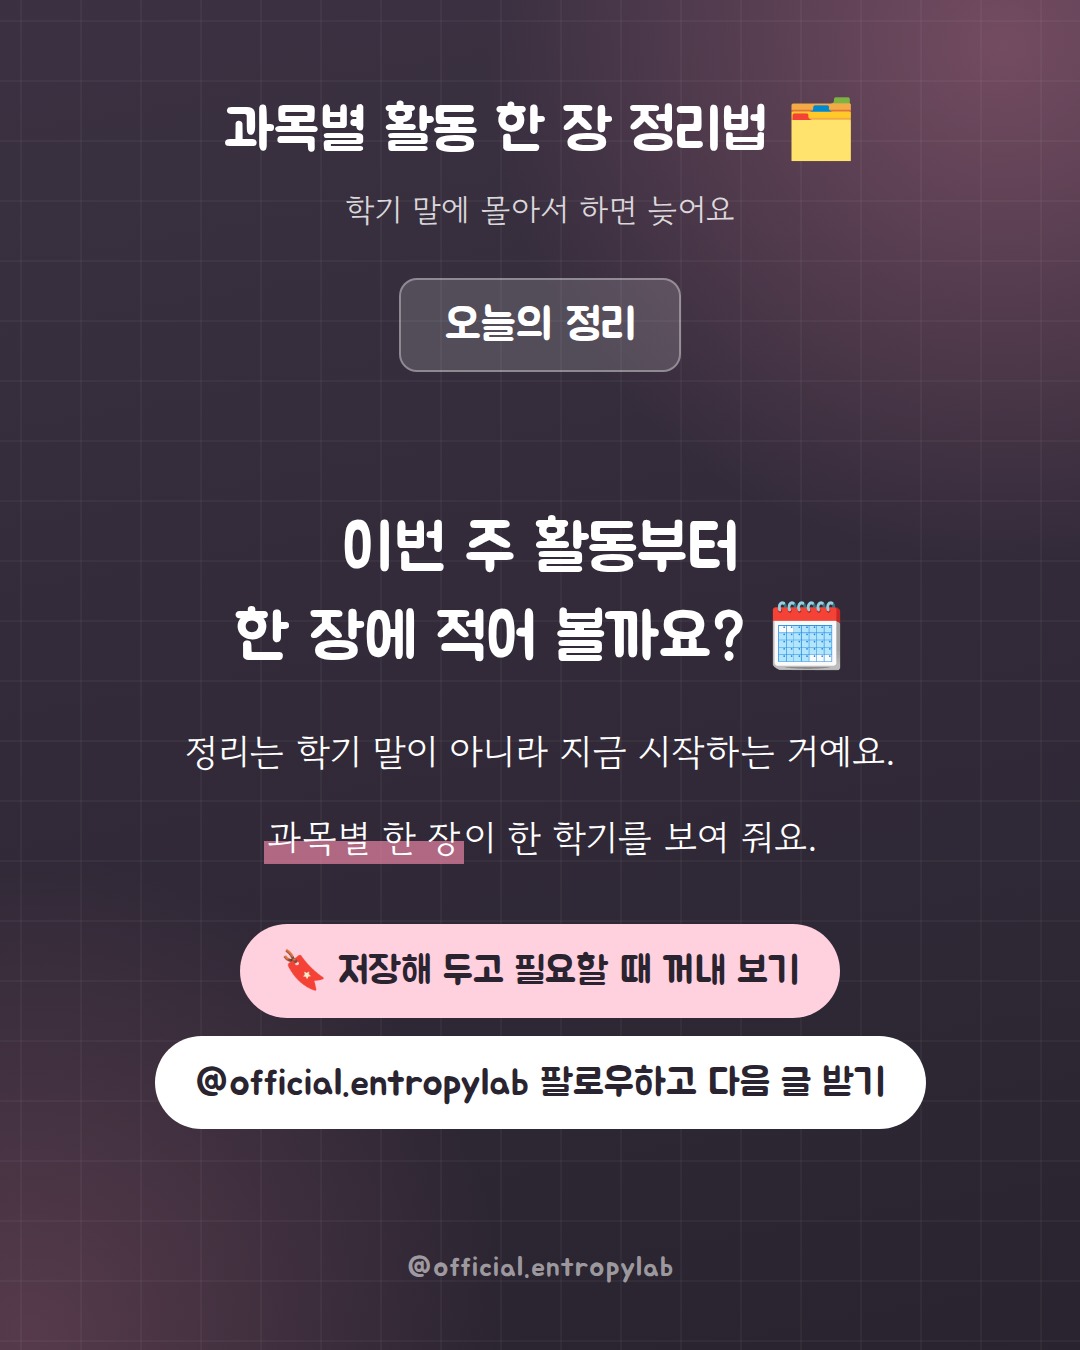 과목별 활동 한 장 정리법 🗂️
학기 말에 몰아서 하면 늦어요
오늘의 정리
이번 주 활동부터
한 장에 적어 볼까요? 🗓️
정리는 학기 말이 아니라 지금 시작하는 거예요.
과목별 한 장이 한 학기를 보여 줘요.
🔖 저장해 두고 필요할 때 꺼내 보기
@official.entropylab 팔로우하고 다음 글 받기
@official.entropylab